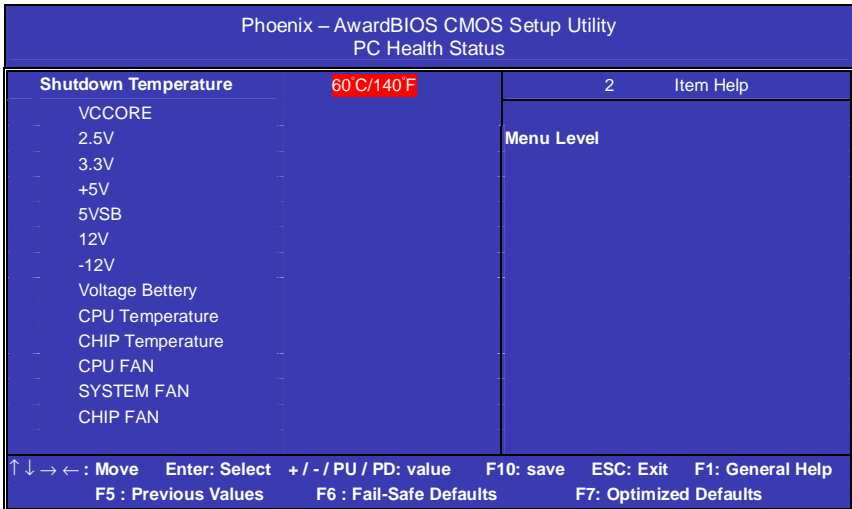 Phoenix – AwardBIOS CMOS Setup Utility
PC Health Status
Shutdown Temperature 60°C/140°F 2 Item Help
VCCORE
2.5V Menu Level
3.3V
+5V
5VSB
12V
-12V
Voltage Bettery
CPU Temperature
CHIP Temperature
CPU FAN
SYSTEM FAN
CHIP FAN
↑↓→←: Move Enter: Select + / - / PU / PD: value F10: save ESC: Exit F1: General Help
F5 : Previous Values F6 : Fail-Safe Defaults F7: Optimized Defaults